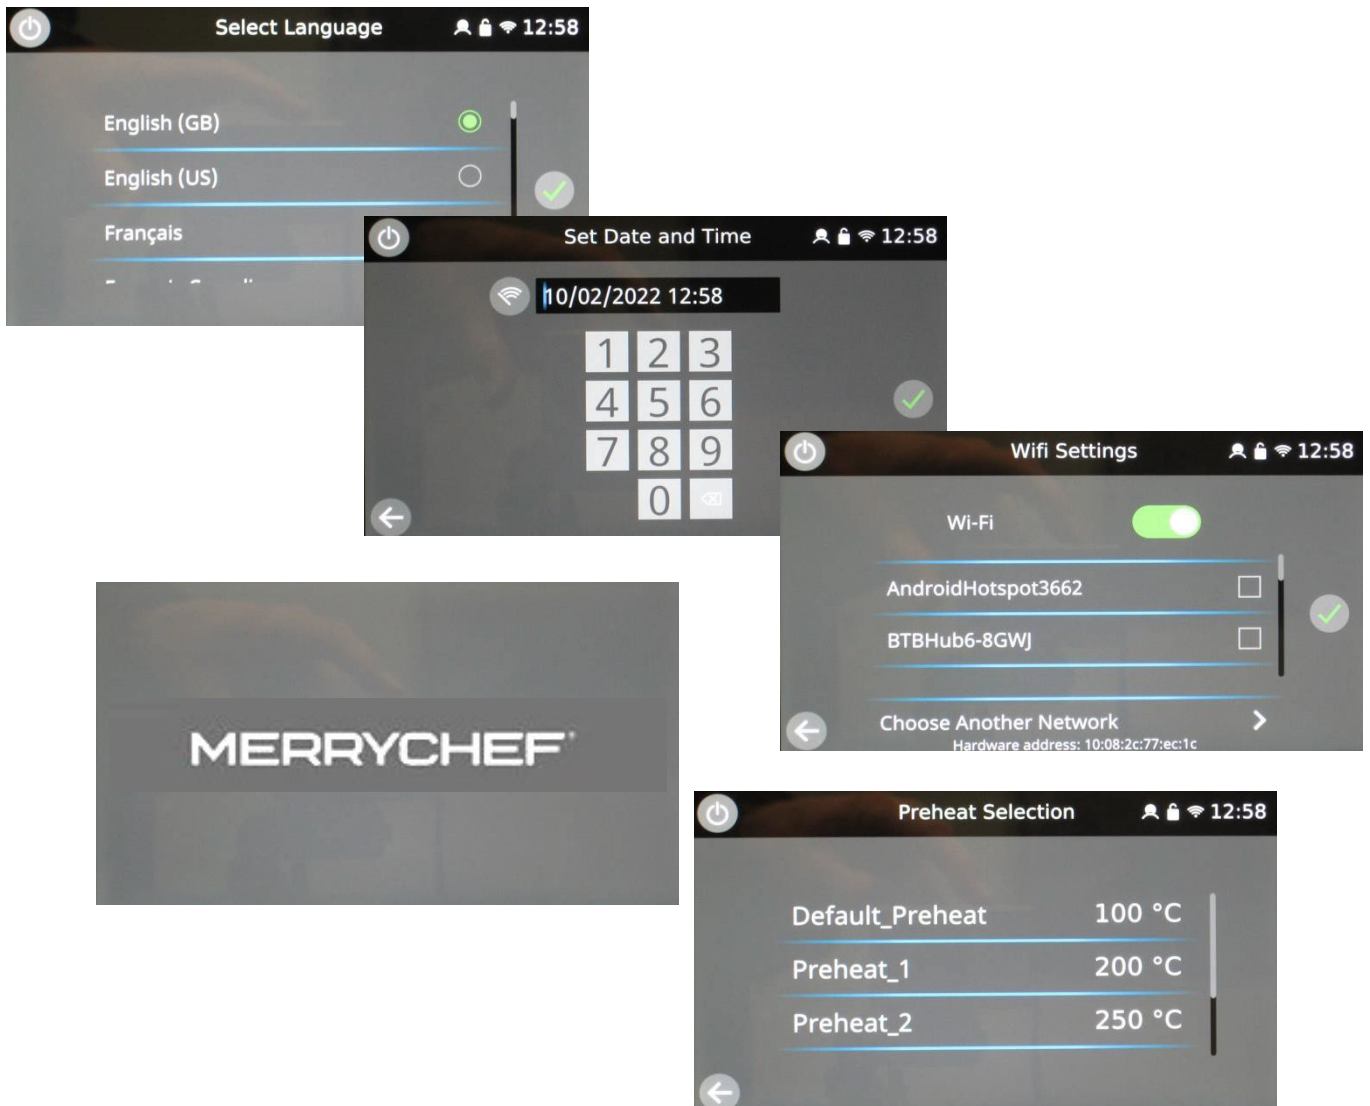 Select Language
12:58
English (GB)
English (US)
Français
Set Date and Time
12:58
10/02/2022 12:58
1 2 3
4 5 6
7 8 9
0
Wifi Settings
12:58
Wi-Fi
AndroidHotspot3662
BTBHub6-8GWJ
Choose Another Network
Hardware address: 10:08:2c:77:ec:1c
MERRYCHEF®
Preheat Selection
12:58
Default_Preheat 100 °C
Preheat_1 200 °C
Preheat_2 250 °C